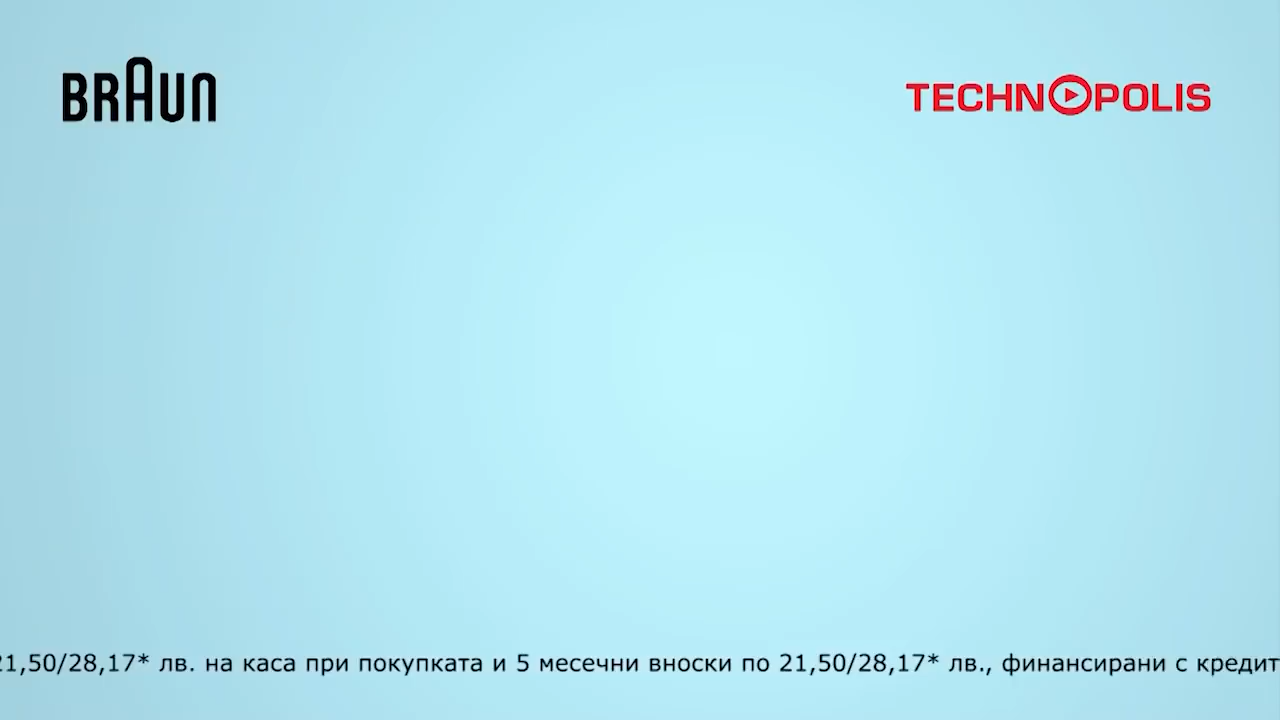 BRAUN
TECHNOPOLIS
21,50/28,17* лв. на каса при покупката и 5 месечни вноски по 21,50/28,17* лв., финансирани с кредит